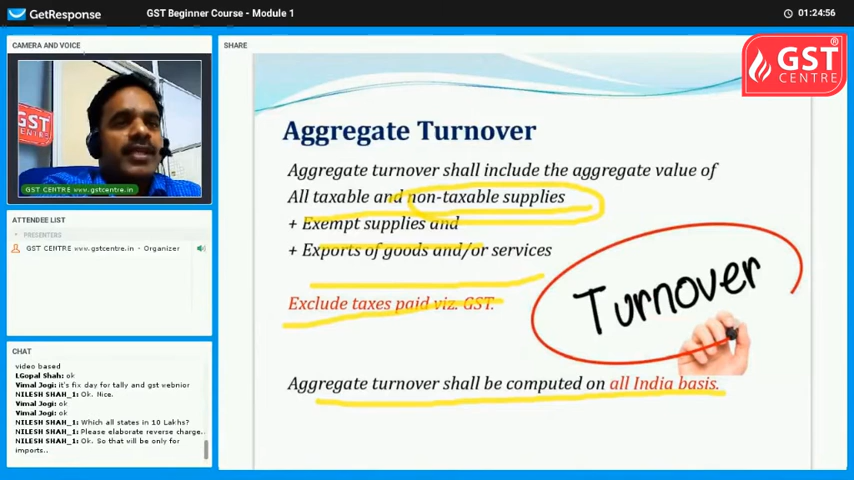 GetResponse
GST Beginner Course - Module 1
01:24:56
CAMERA AND VOICE
GST CENTRE www.gstcentre.in
ATTENDEE LIST
PRESENTERS
GST CENTRE www.gstcentre.in - Organizer
CHAT
video based
LGopal Shah: ok
Vimal Jogi: it's fix day for tally and gst webnior
NILESH SHAH_1: Ok. Nice.
Vimal Jogi: ok
Vimal Jogi: ok
NILESH SHAH_1: Which all states in 10 Lakhs?
NILESH SHAH_1: Please elaborate reverse charge..
NILESH SHAH_1: Ok. So that will be only for
imports..
SHARE
GST
CENTRE
®
Aggregate Turnover
Aggregate turnover shall include the aggregate value of
All taxable and non-taxable supplies
+ Exempt supplies and
+ Exports of goods and/or services
Exclude taxes paid viz. GST.
Turnover
Aggregate turnover shall be computed on all India basis.